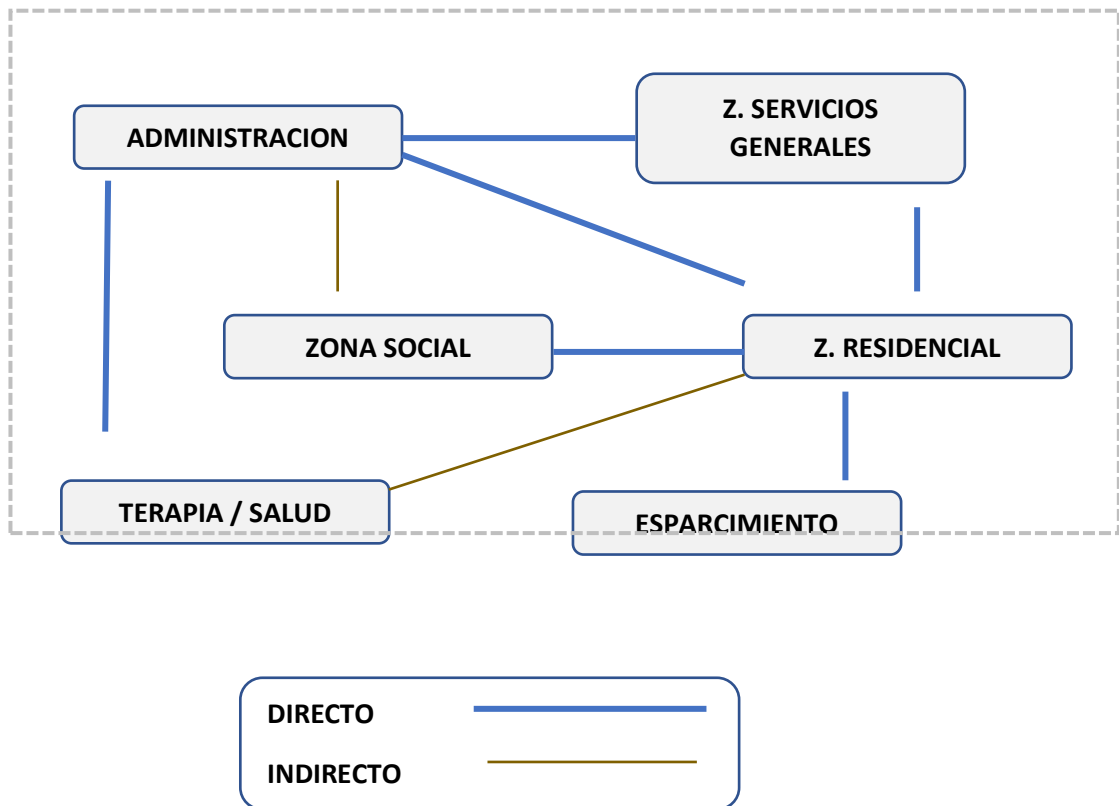 ADMINISTRACION
Z. SERVICIOS
GENERALES
ZONA SOCIAL
Z. RESIDENCIAL
TERAPIA / SALUD
ESPARCIMIENTO
DIRECTO
INDIRECTO